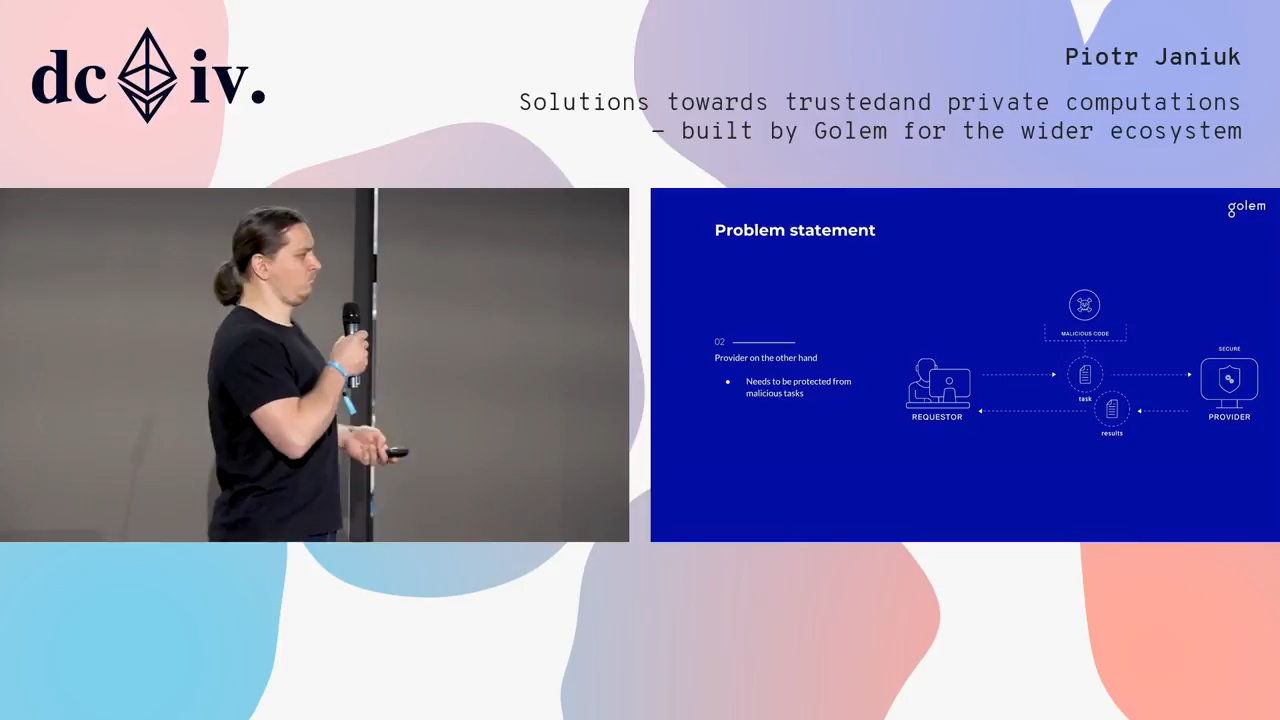 dc iv.
Piotr Janiuk
Solutions towards trustedand private computations
– built by Golem for the wider ecosystem
golem
Problem statement
02
Provider on the other hand
● Needs to be protected from
malicious tasks
MALICIOUS CODE
SECURE
task
REQUESTOR
PROVIDER
results